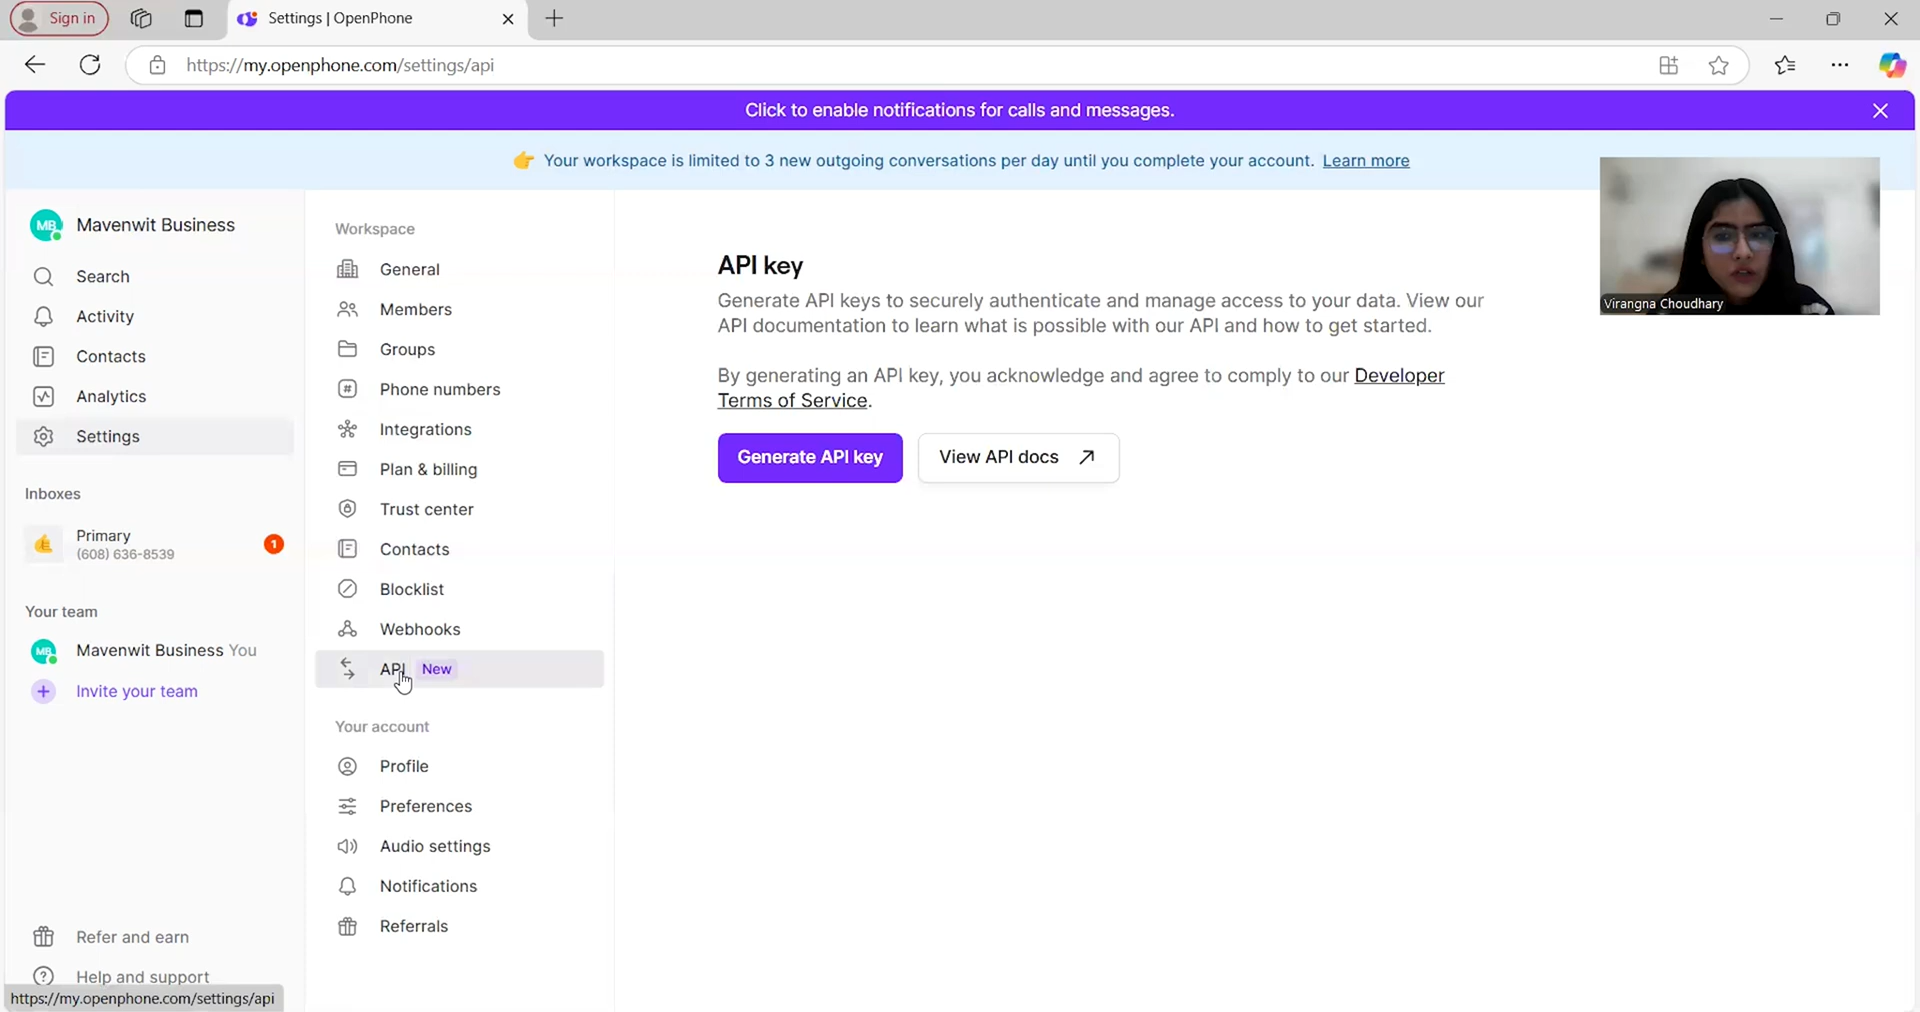 Sign in
Settings | OpenPhone
https://my.openphone.com/settings/api
Click to enable notifications for calls and messages.
👉 Your workspace is limited to 3 new outgoing conversations per day until you complete your account. Learn more
MB Mavenwit Business
Search
Activity
Contacts
Analytics
Settings
Inboxes
Primary
(608) 636-8539
1
Your team
MB Mavenwit Business You
+ Invite your team
Refer and earn
Help and support
https://my.openphone.com/settings/api
Workspace
General
Members
Groups
Phone numbers
Integrations
Plan & billing
Trust center
Contacts
Blocklist
Webhooks
API New
Your account
Profile
Preferences
Audio settings
Notifications
Referrals
API key
Generate API keys to securely authenticate and manage access to your data. View our
API documentation to learn what is possible with our API and how to get started.
By generating an API key, you acknowledge and agree to comply to our Developer
Terms of Service.
Generate API key
View API docs
Virangna Choudhary